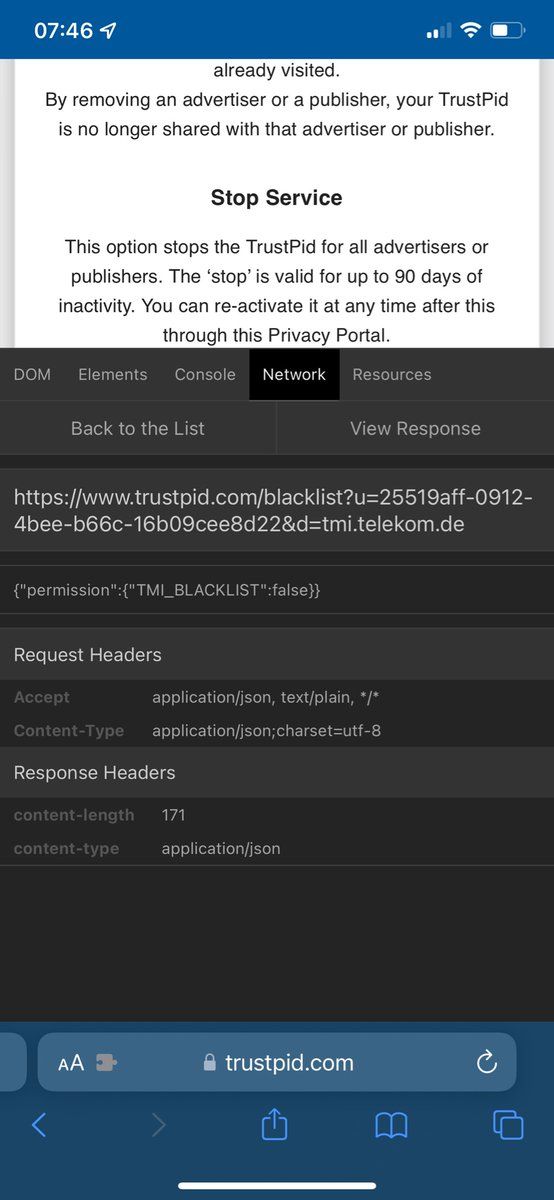 07:46
already visited.
By removing an advertiser or a publisher, your TrustPid
is no longer shared with that advertiser or publisher.
Stop Service
This option stops the TrustPid for all advertisers or
publishers. The ‘stop’ is valid for up to 90 days of
inactivity. You can re-activate it at any time after this
through this Privacy Portal.
DOM Elements Console Network Resources
Back to the List View Response
https://www.trustpid.com/blacklist?u=25519aff-0912-
4bee-b66c-16b09cee8d22&d=tmi.telekom.de
{"permission":{"TMI_BLACKLIST":false}}
Request Headers
Accept application/json, text/plain, */*
Content-Type application/json;charset=utf-8
Response Headers
content-length 171
content-type application/json
AA trustpid.com